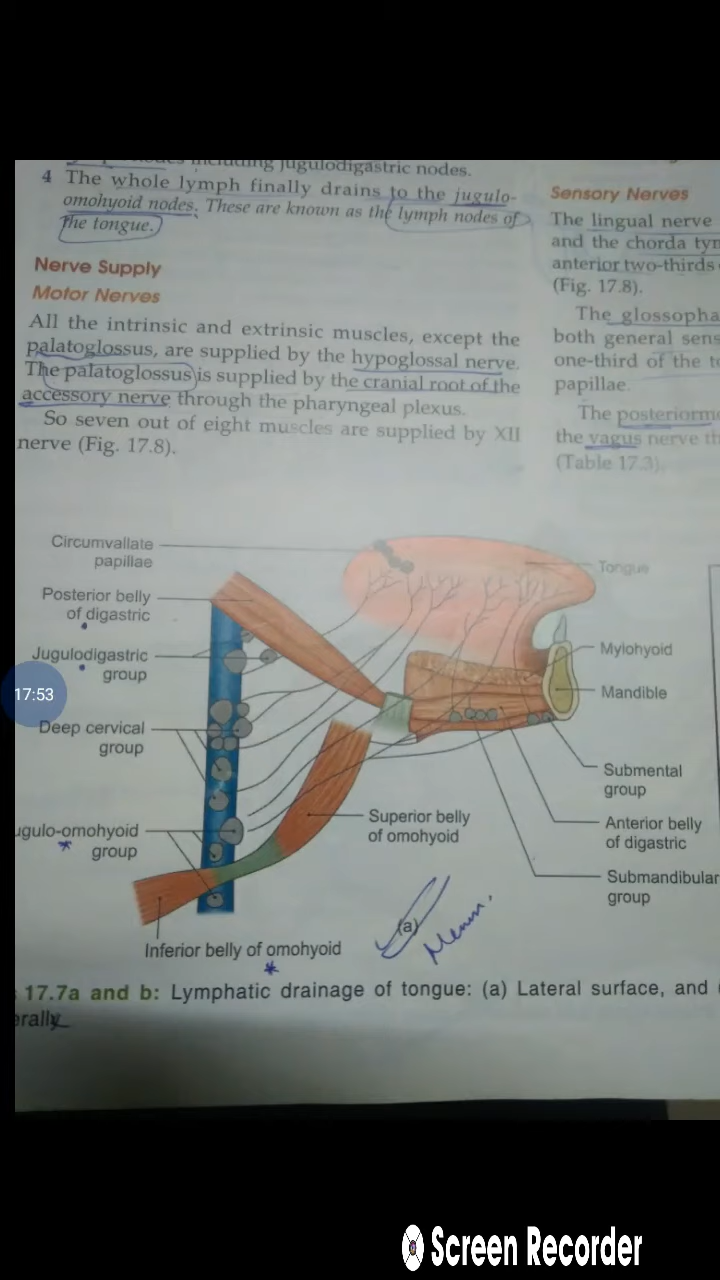 including jugulodigastric nodes.
4 The whole lymph finally drains to the jugulo-
omohyoid nodes. These are known as the lymph nodes of
the tongue.
Nerve Supply
Motor Nerves
All the intrinsic and extrinsic muscles, except the
palatoglossus, are supplied by the hypoglossal nerve.
The palatoglossus is supplied by the cranial root of the
accessory nerve through the pharyngeal plexus.
So seven out of eight muscles are supplied by XII
nerve (Fig. 17.8).
Sensory Nerves
The lingual nerve
and the chorda tym
anterior two-thirds
(Fig. 17.8).
The glossopha
both general sens
one-third of the to
papillae.
The posteriormo
the vagus nerve th
(Table 17.3).
Circumvallate
papillae
Posterior belly
of digastric
Jugulodigastric
group
17:53
Deep cervical
group
ugulo-omohyoid
group
Inferior belly of omohyoid
Superior belly
of omohyoid
Tongue
Mylohyoid
Mandible
Submental
group
Anterior belly
of digastric
Submandibular
group
(a)
17.7a and b: Lymphatic drainage of tongue: (a) Lateral surface, and
erally
Screen Recorder